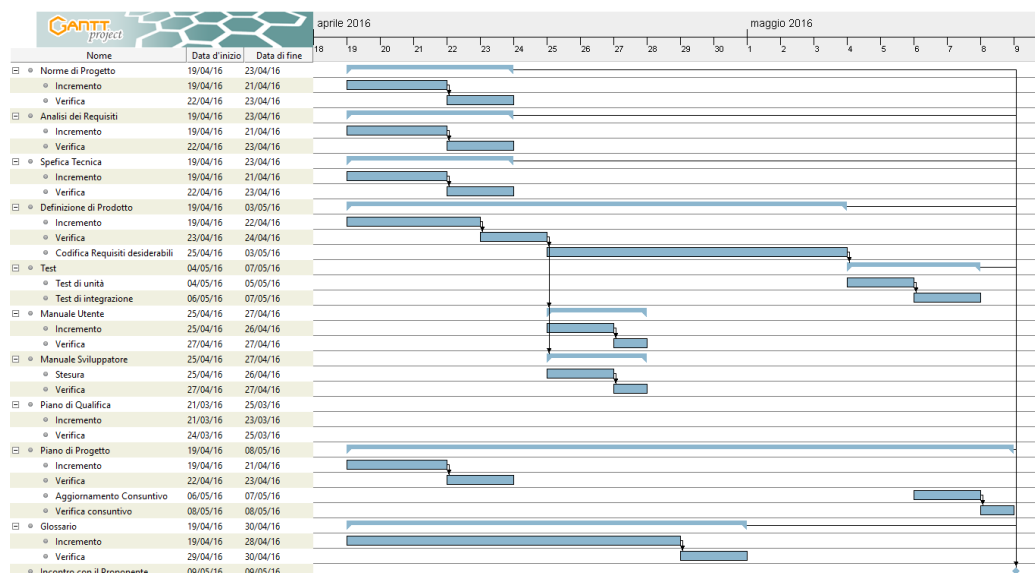 GANTT project
aprile 2016 maggio 2016
Nome Data d'inizio Data di fine
18 19 20 21 22 23 24 25 26 27 28 29 30 1 2 3 4 5 6 7 8 9
Norme di Progetto 19/04/16 23/04/16
Incremento 19/04/16 21/04/16
Verifica 22/04/16 23/04/16
Analisi dei Requisiti 19/04/16 23/04/16
Incremento 19/04/16 21/04/16
Verifica 22/04/16 23/04/16
Spefica Tecnica 19/04/16 23/04/16
Incremento 19/04/16 21/04/16
Verifica 22/04/16 23/04/16
Definizione di Prodotto 19/04/16 03/05/16
Incremento 19/04/16 22/04/16
Verifica 23/04/16 24/04/16
Codifica Requisiti desiderabili 25/04/16 03/05/16
Test 04/05/16 07/05/16
Test di unità 04/05/16 05/05/16
Test di integrazione 06/05/16 07/05/16
Manuale Utente 25/04/16 27/04/16
Incremento 25/04/16 26/04/16
Verifica 27/04/16 27/04/16
Manuale Sviluppatore 25/04/16 27/04/16
Stesura 25/04/16 26/04/16
Verifica 27/04/16 27/04/16
Piano di Qualifica 21/03/16 25/03/16
Incremento 21/03/16 23/03/16
Verifica 24/03/16 25/03/16
Piano di Progetto 19/04/16 08/05/16
Incremento 19/04/16 21/04/16
Verifica 22/04/16 23/04/16
Aggiornamento Consuntivo 06/05/16 07/05/16
Verifica consuntivo 08/05/16 08/05/16
Glossario 19/04/16 30/04/16
Incremento 19/04/16 28/04/16
Verifica 29/04/16 30/04/16
Incontro con il Proponente 09/05/16 09/05/16